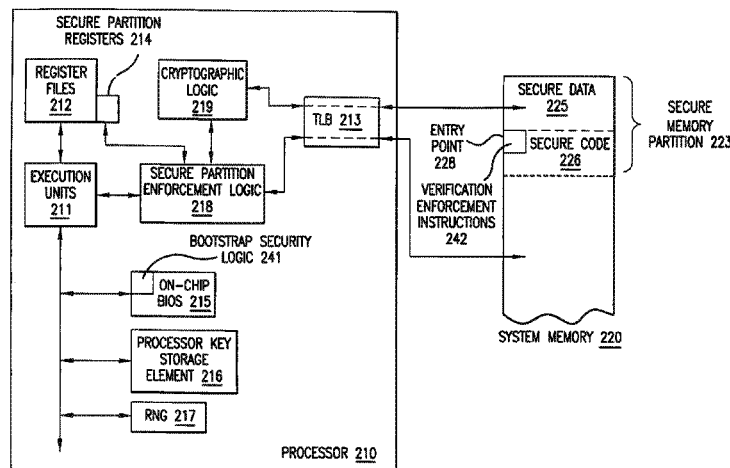 SECURE PARTITION
REGISTERS 214
REGISTER
FILES
212
CRYPTOGRAPHIC
LOGIC
219
TLB 213
SECURE DATA
225
ENTRY
POINT
228
SECURE CODE
226
SECURE
MEMORY
PARTITION 223
EXECUTION
UNITS
211
SECURE PARTITION
ENFORCEMENT LOGIC
218
VERIFICATION
ENFORCEMENT
INSTRUCTIONS
242
BOOTSTRAP SECURITY
LOGIC 241
ON-CHIP
BIOS 215
PROCESSOR KEY
STORAGE
ELEMENT
216
RNG 217
PROCESSOR 210
SYSTEM MEMORY 220